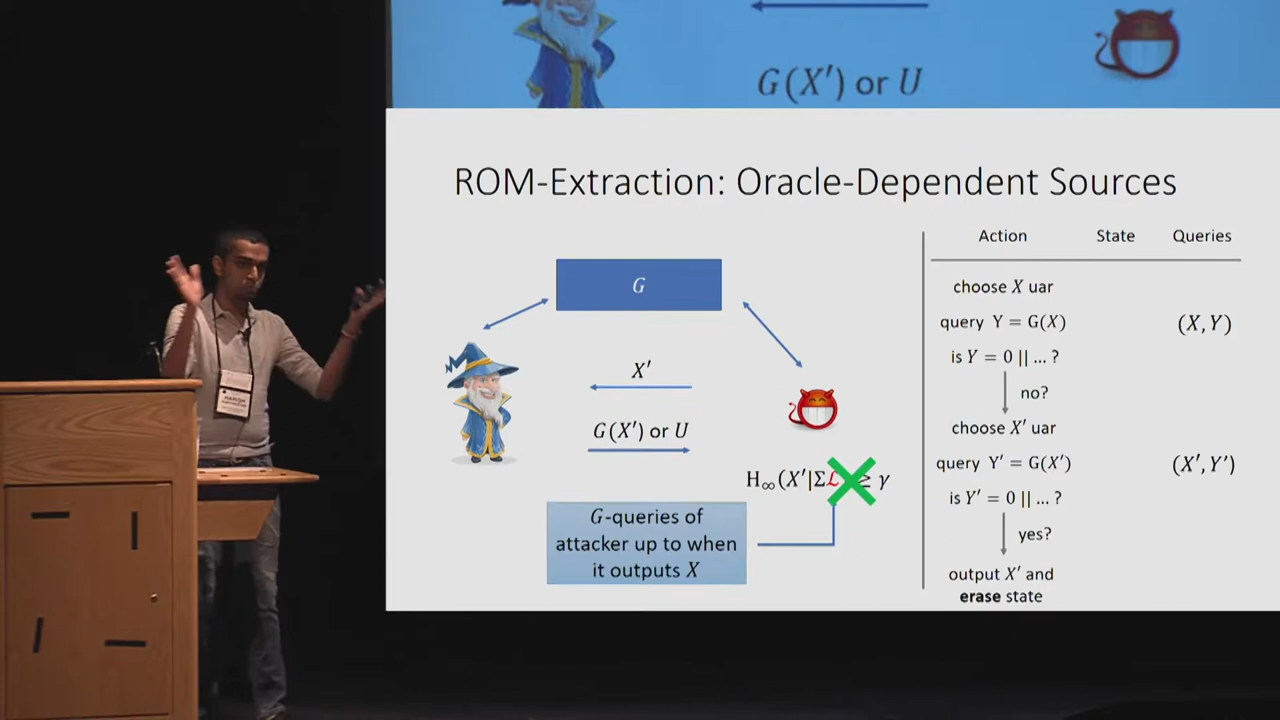 G(X′) or U
ROM-Extraction: Oracle-Dependent Sources
Action State Queries
G
choose X uar
query Y = G(X) (X, Y)
is Y = 0 || ... ?
X′
no?
G(X′) or U
choose X′ uar
query Y′ = G(X′) (X′, Y′)
is Y′ = 0 || ... ?
yes?
output X′ and
erase state
G-queries of
attacker up to when
it outputs X